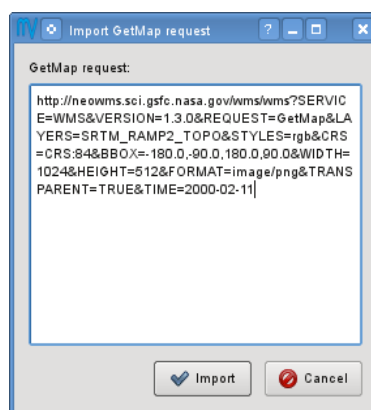 Import GetMap request
GetMap request:
http://neowms.sci.gsfc.nasa.gov/wms/wms?SERVIC
E=WMS&VERSION=1.3.0&REQUEST=GetMap&LA
YERS=SRTM_RAMP2_TOPO&STYLES=rgb&CRS
=CRS:84&BBOX=-180.0,-90.0,180.0,90.0&WIDTH=
1024&HEIGHT=512&FORMAT=image/png&TRANS
PARENT=TRUE&TIME=2000-02-11
Import Cancel